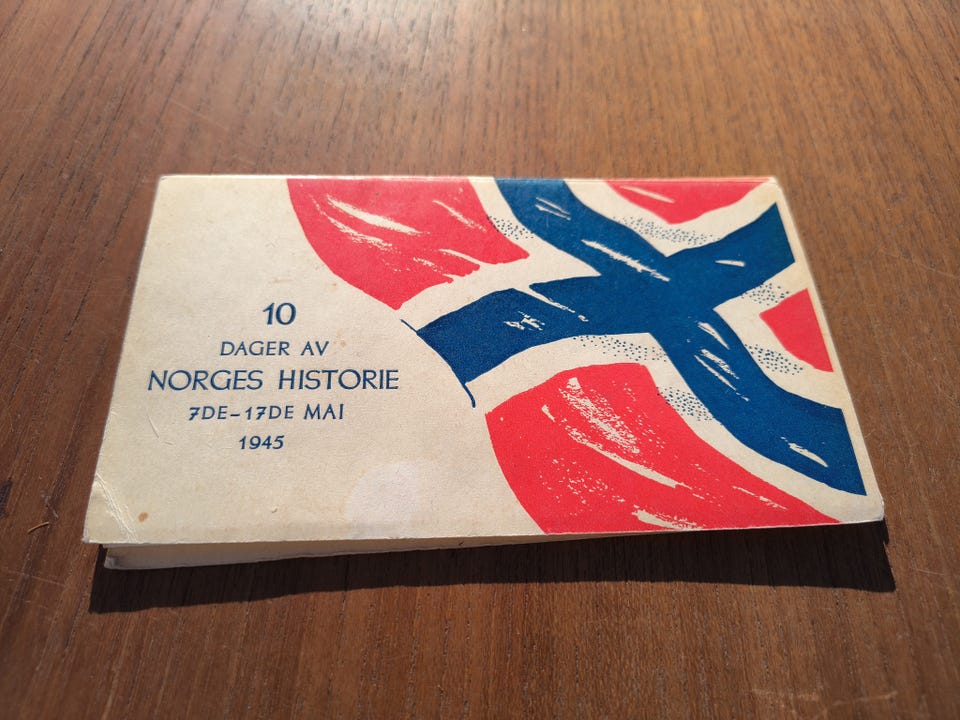 10
DAGER AV
NORGES HISTORIE
7DE-17DE MAI
1945